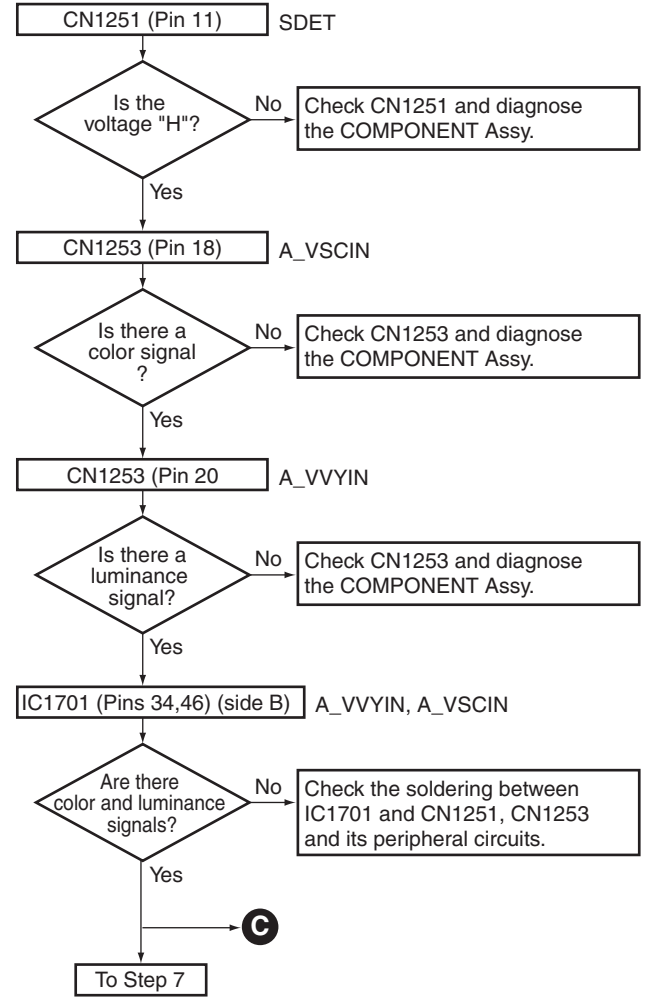 CN1251 (Pin 11)
SDET
Is the
voltage "H"?
No
Check CN1251 and diagnose
the COMPONENT Assy.
Yes
CN1253 (Pin 18)
A_VSCIN
Is there a
color signal
?
No
Check CN1253 and diagnose
the COMPONENT Assy.
Yes
CN1253 (Pin 20
A_VVYIN
Is there a
luminance
signal?
No
Check CN1253 and diagnose
the COMPONENT Assy.
Yes
IC1701 (Pins 34,46) (side B)
A_VVYIN, A_VSCIN
Are there
color and luminance
signals?
No
Check the soldering between
IC1701 and CN1251, CN1253
and its peripheral circuits.
Yes
C
To Step 7